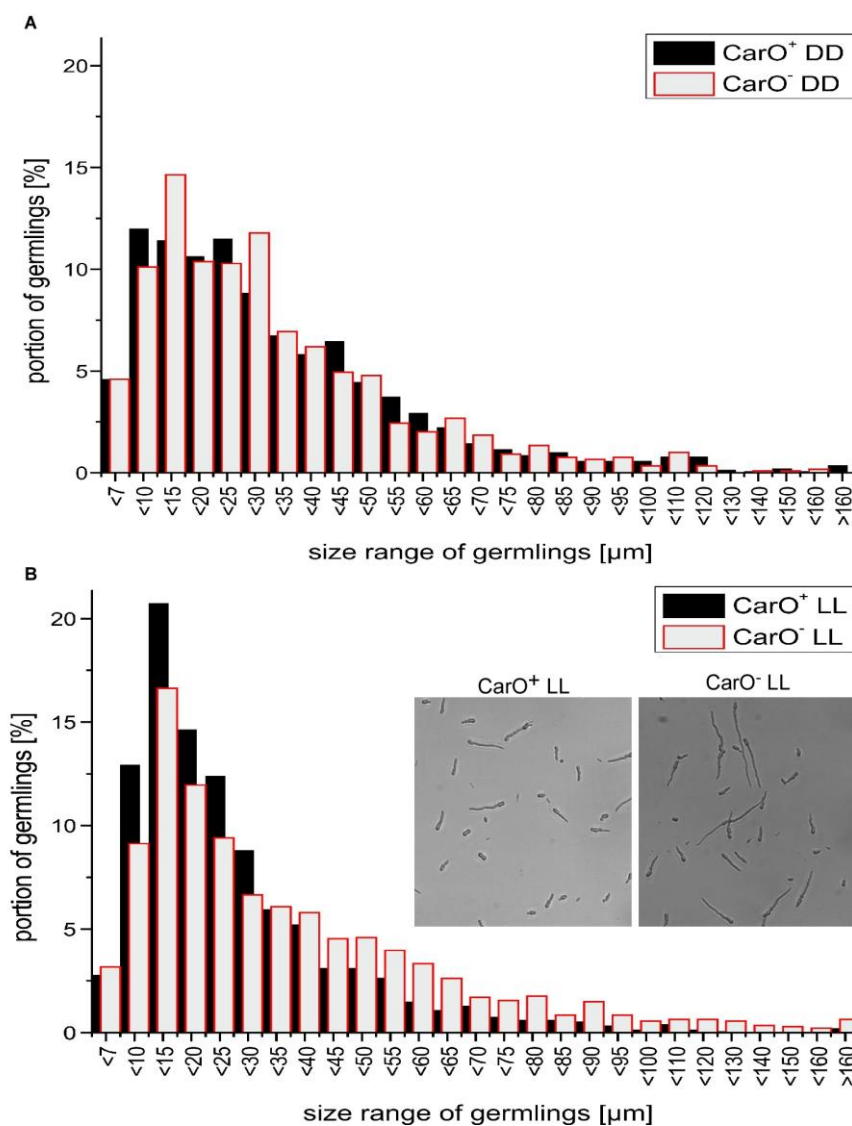 A
CarO⁺ DD
CarO⁻ DD
portion of germlings [%]
20
15
10
5
0
<7 <10 <15 <20 <25 <30 <35 <40 <45 <50 <55 <60 <65 <70 <75 <80 <85 <90 <95 <100 <110 <120 <130 <140 <150 <160 >160
size range of germlings [µm]
B
CarO⁺ LL
CarO⁻ LL
CarO⁺ LL CarO⁻ LL
portion of germlings [%]
20
15
10
5
0
<7 <10 <15 <20 <25 <30 <35 <40 <45 <50 <55 <60 <65 <70 <75 <80 <85 <90 <95 <100 <110 <120 <130 <140 <150 <160 >160
size range of germlings [µm]